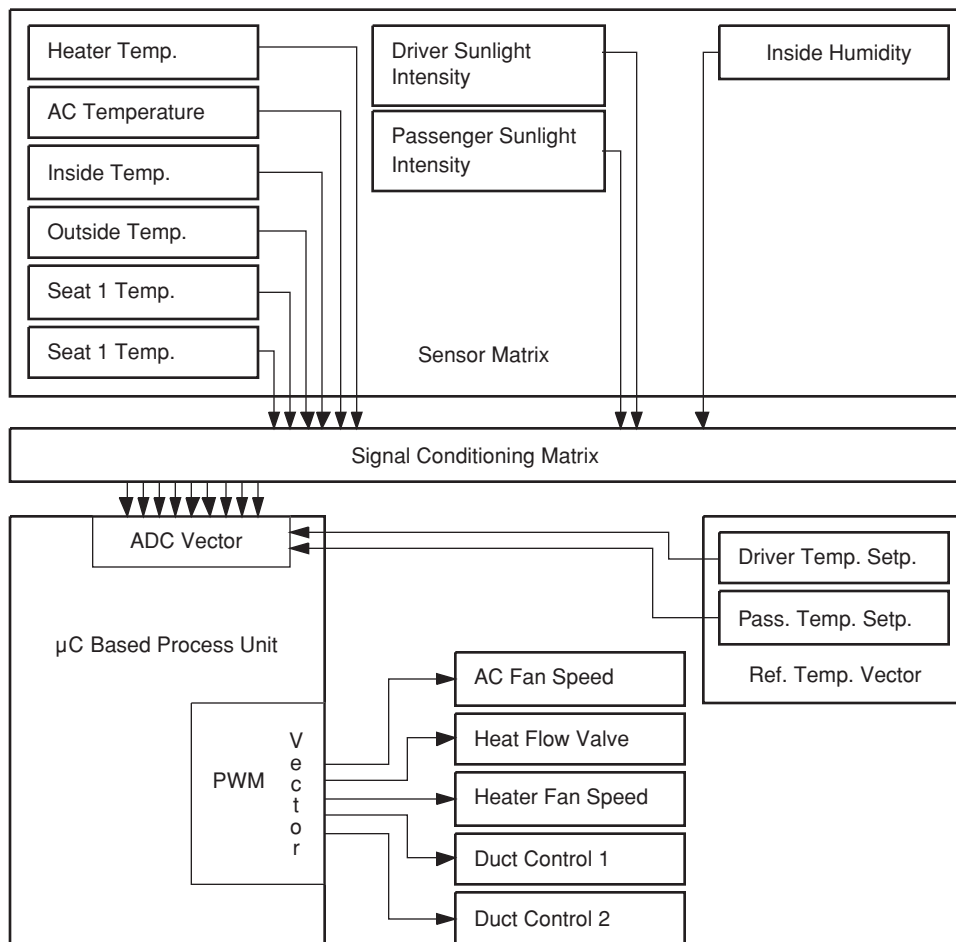 Heater Temp.
AC Temperature
Inside Temp.
Outside Temp.
Seat 1 Temp.
Seat 1 Temp.
Driver Sunlight
Intensity
Passenger Sunlight
Intensity
Inside Humidity
Sensor Matrix
Signal Conditioning Matrix
ADC Vector
µC Based Process Unit
PWM
Vector
Driver Temp. Setp.
Pass. Temp. Setp.
Ref. Temp. Vector
AC Fan Speed
Heat Flow Valve
Heater Fan Speed
Duct Control 1
Duct Control 2